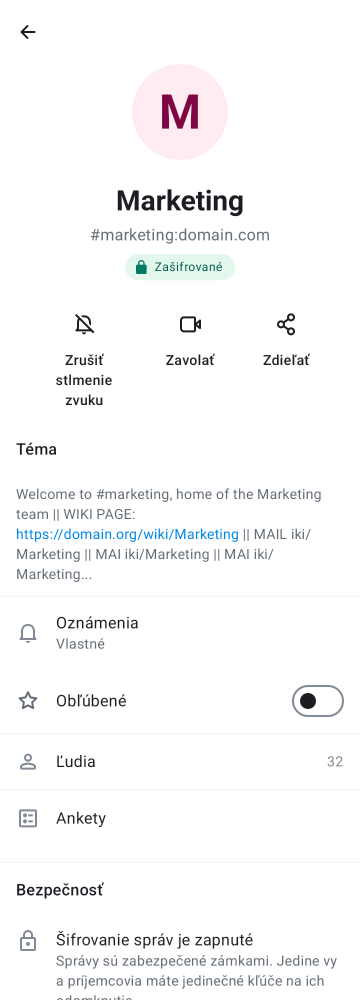 M
Marketing
#marketing:domain.com
Zašifrované
Zrušiť
stlmenie
zvuku
Zavolať
Zdieľať
Téma
Welcome to #marketing, home of the Marketing
team || WIKI PAGE:
https://domain.org/wiki/Marketing || MAIL iki/
Marketing || MAI iki/Marketing || MAI iki/
Marketing...
Oznámenia
Vlastné
Obľúbené
Ľudia
32
Ankety
Bezpečnosť
Šifrovanie správ je zapnuté
Správy sú zabezpečené zámkami. Jedine vy
a príjemcovia máte jedinečné kľúče na ich